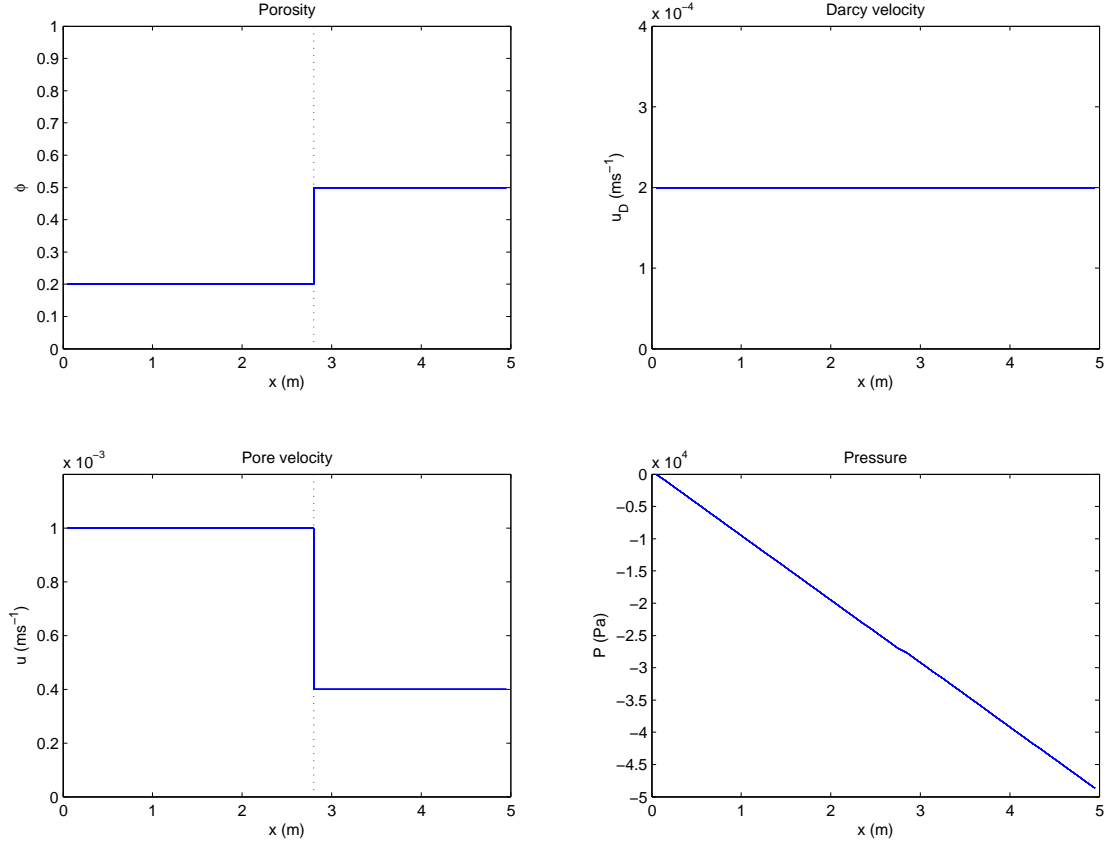 Porosity
1
0.9
0.8
0.7
0.6
0.5
0.4
0.3
0.2
0.1
0
ϕ
0 1 2 3 4 5
x (m)
Darcy velocity
x 10⁻⁴
4
3
2
1
0
u_D (ms⁻¹)
0 1 2 3 4 5
x (m)
Pore velocity
x 10⁻³
1
0.8
0.6
0.4
0.2
0
u (ms⁻¹)
0 1 2 3 4 5
x (m)
Pressure
x 10⁴
0
−0.5
−1
−1.5
−2
−2.5
−3
−3.5
−4
−4.5
−5
P (Pa)
0 1 2 3 4 5
x (m)